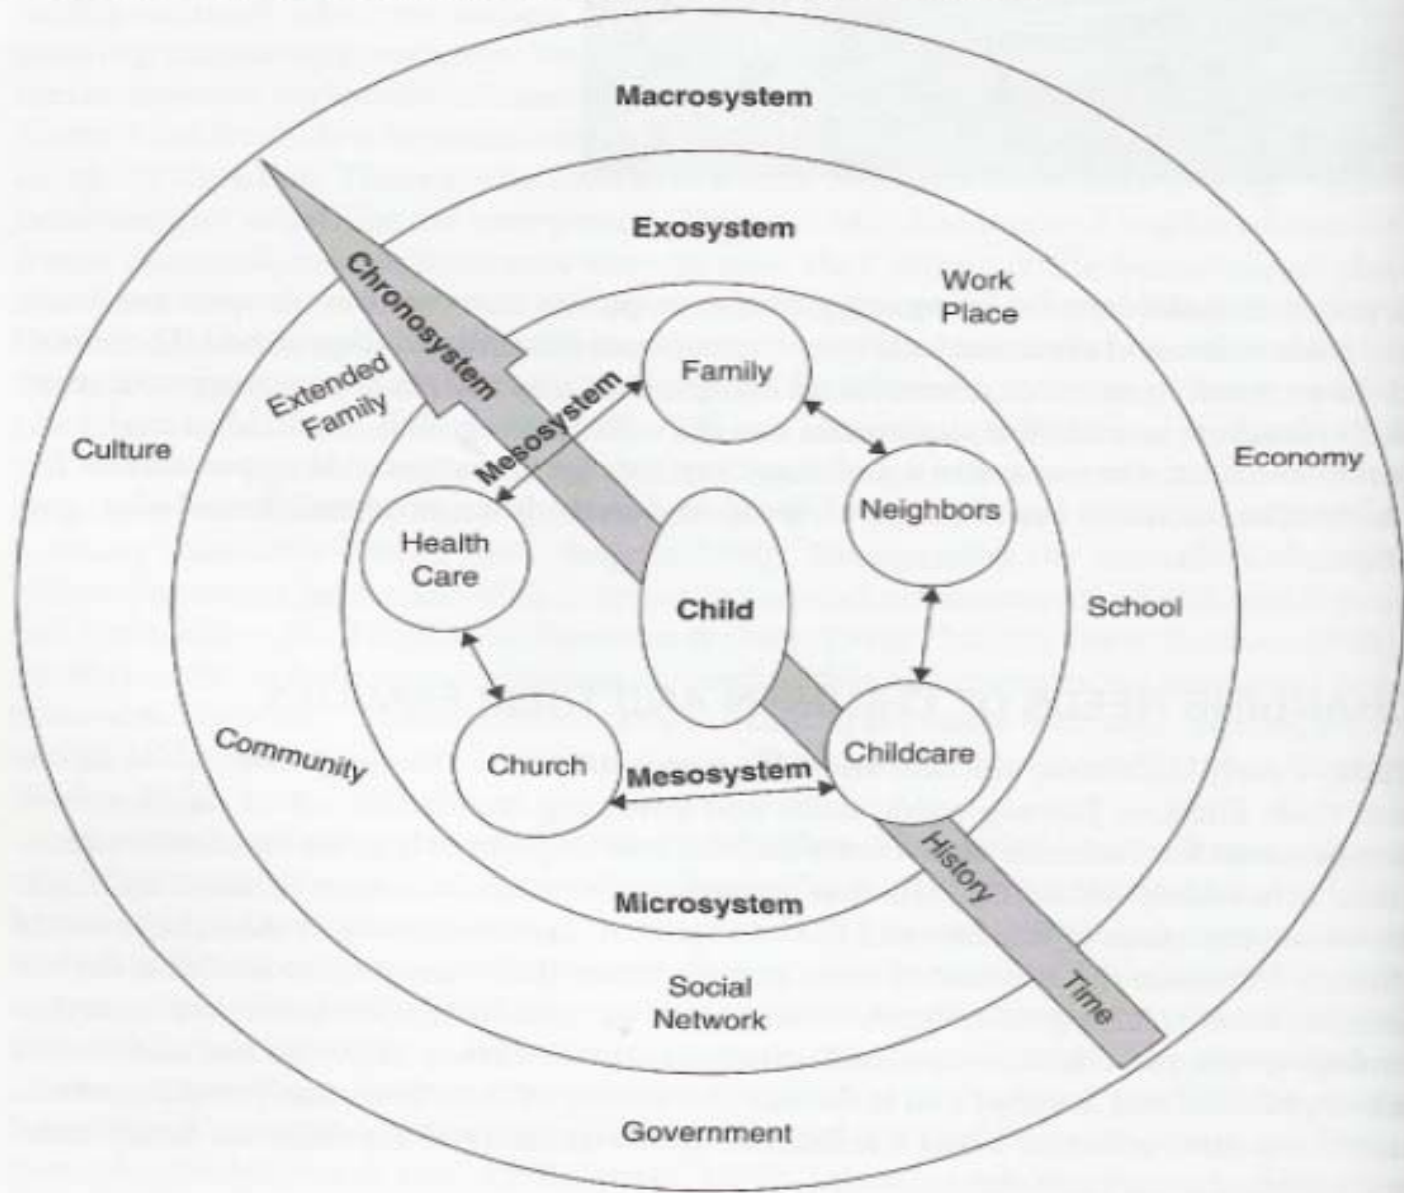 Macrosystem
Exosystem
Work
Place
Chronosystem
Extended
Family
Mesosystem
Family
Culture
Economy
Neighbors
Health
Care
Child
School
Community
Church
Mesosystem
Childcare
History
Microsystem
Time
Social
Network
Government